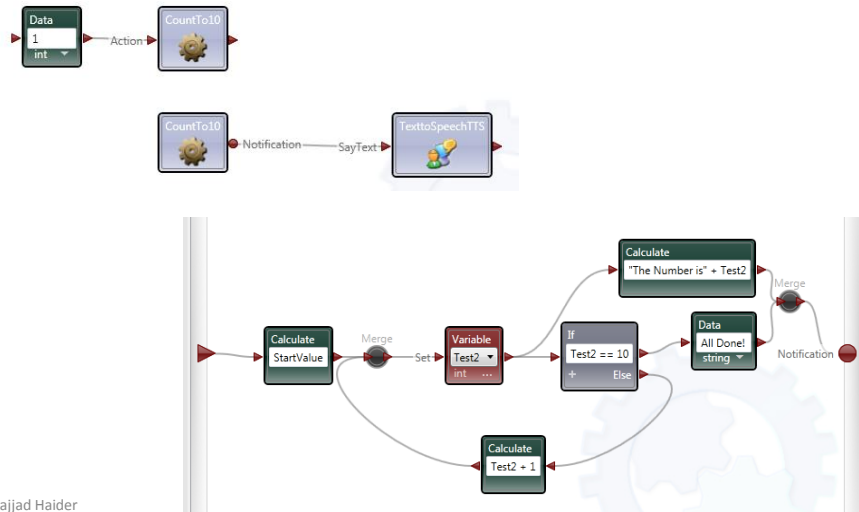 Data
1
int
Action
CountTo10
CountTo10
Notification
SayText
TexttoSpeechTTS
Calculate
"The Number is" + Test2
Merge
Calculate
StartValue
Merge
Set
Variable
Test2
int ...
If
Test2 == 10
+ Else
Data
All Done!
string
Notification
Calculate
Test2 + 1
ajjad Haider